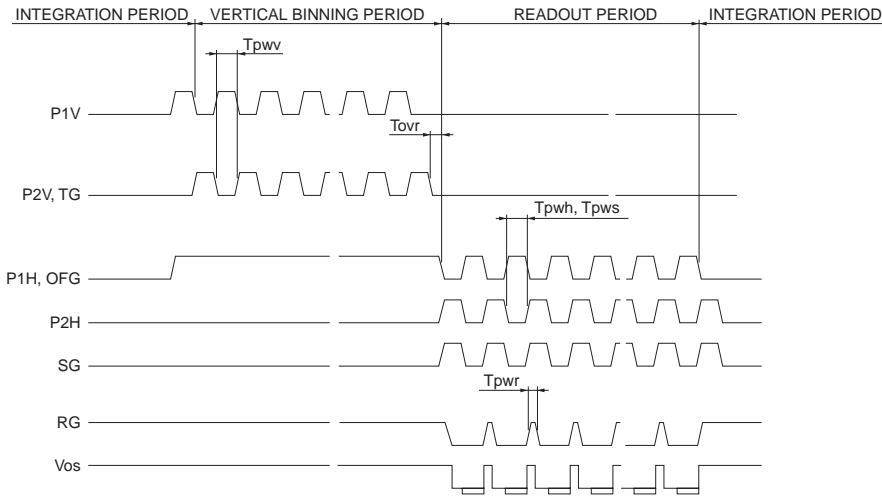 INTEGRATION PERIOD VERTICAL BINNING PERIOD READOUT PERIOD INTEGRATION PERIOD
Tpwv
P1V
Tovr
P2V, TG
Tpwh, Tpws
P1H, OFG
P2H
SG
Tpwr
RG
Vos